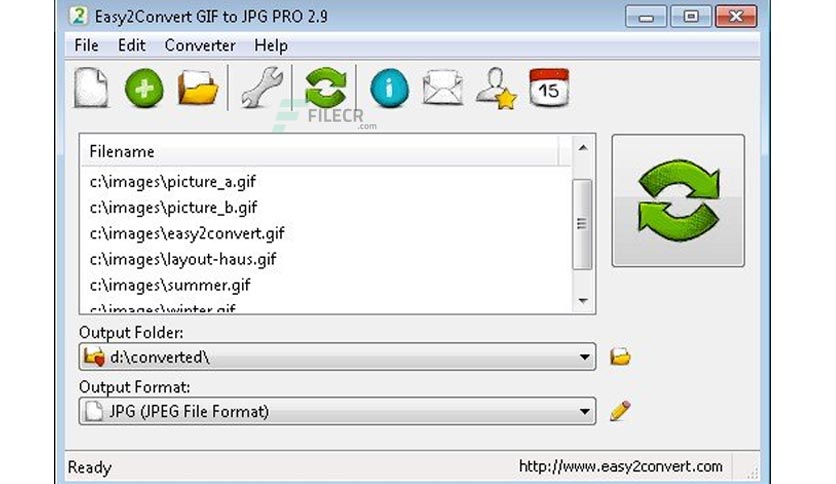 Easy2Convert GIF to JPG PRO 2.9
File Edit Converter Help
15
FILECR
.com
Filename
c:\images\picture_a.gif
c:\images\picture_b.gif
c:\images\easy2convert.gif
c:\images\layout-haus.gif
c:\images\summer.gif
c:\images\winter.gif
Output Folder:
d:\converted\
Output Format:
JPG (JPEG File Format)
Ready http://www.easy2convert.com